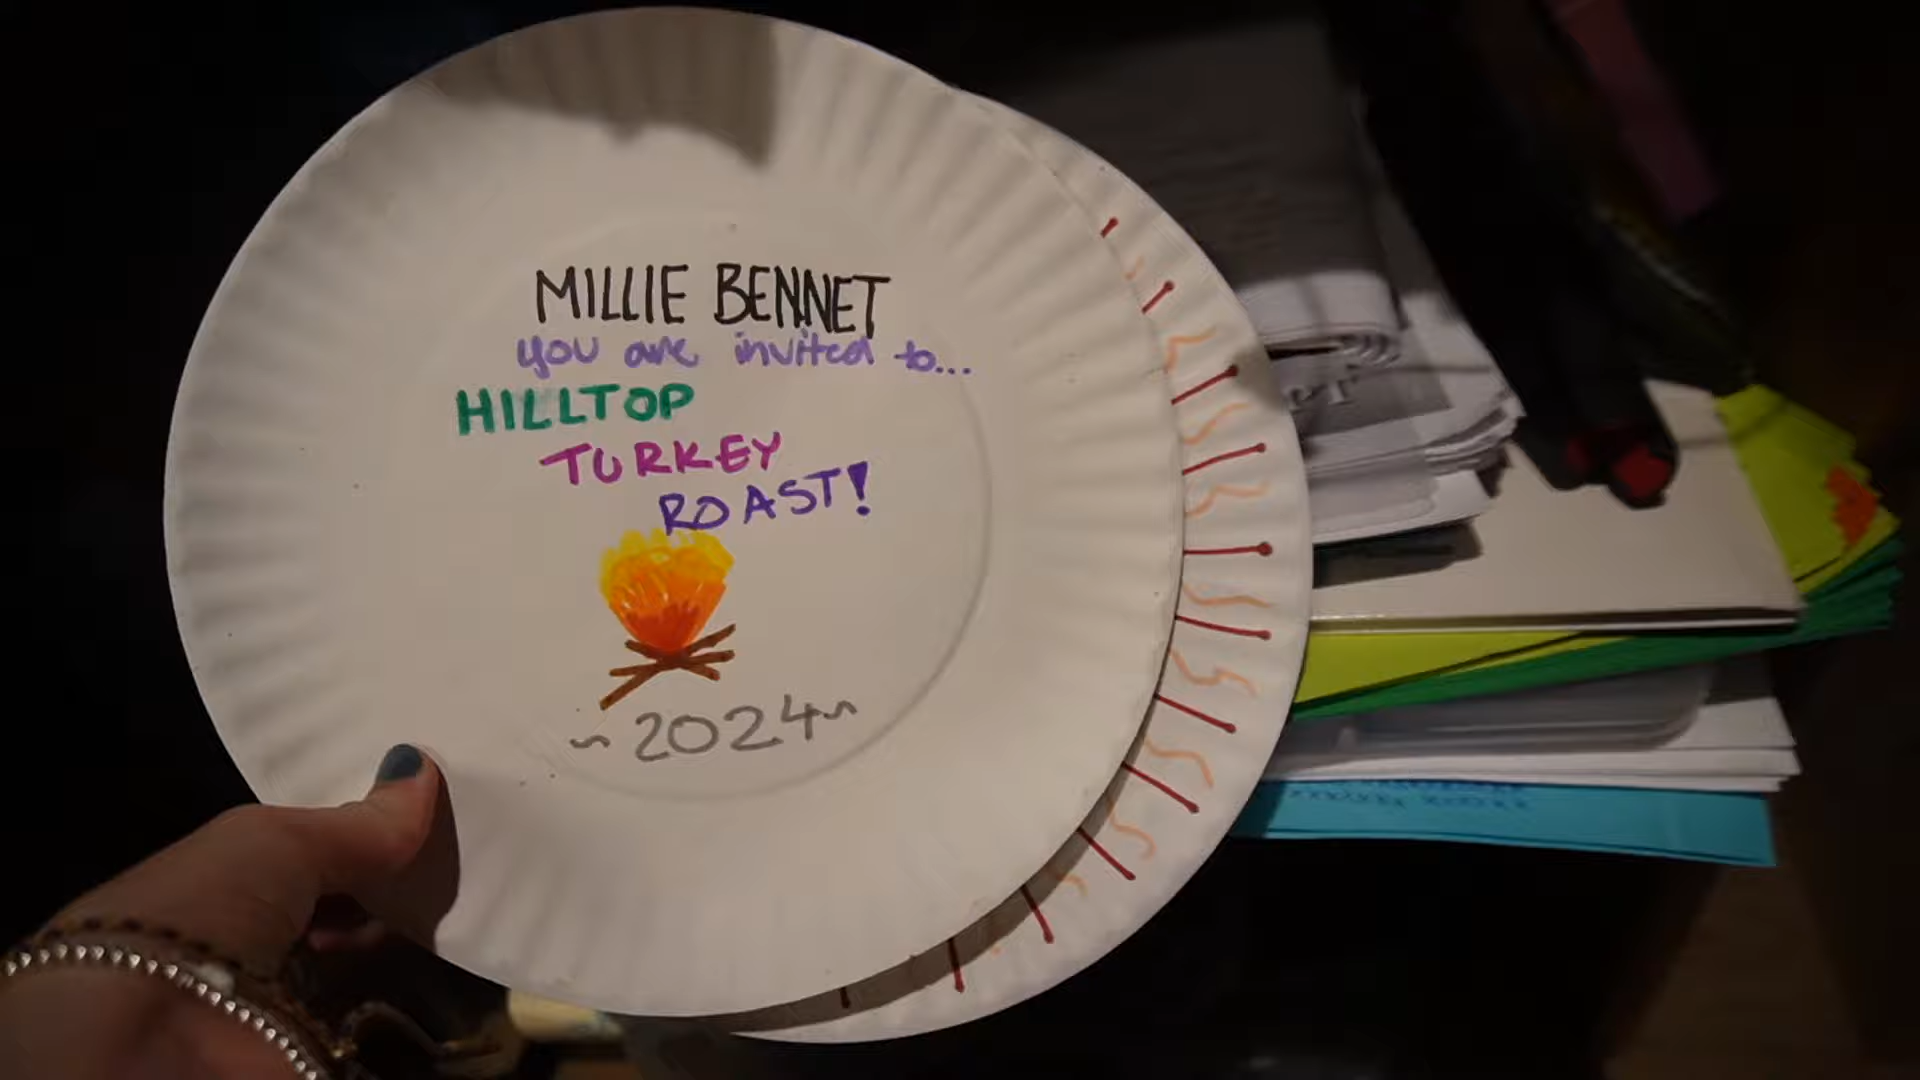 MILLIE BENNET
you are invited to...
HILLTOP
TURKEY
ROAST!
~2024~